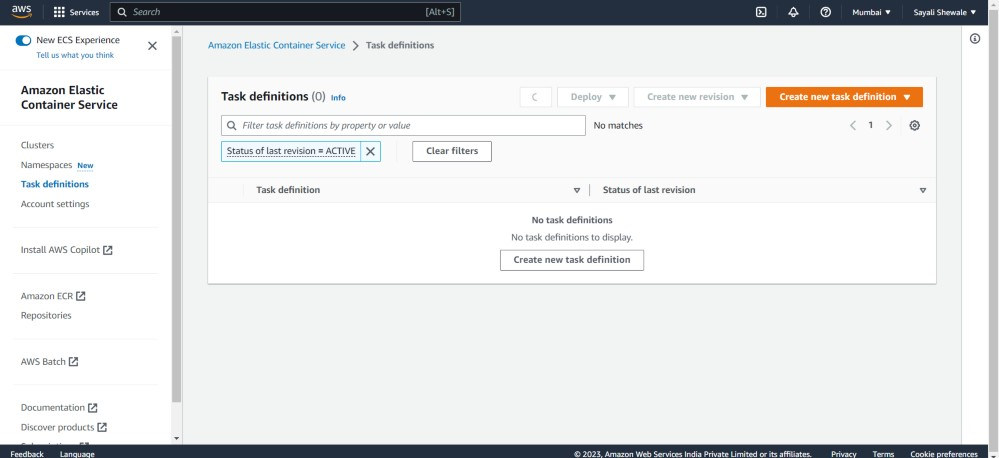 aws
Services
Search [Alt+S]
Mumbai
Sayali Shewale
New ECS Experience
Tell us what you think
Amazon Elastic
Container Service
Clusters
Namespaces New
Task definitions
Account settings
Install AWS Copilot
Amazon ECR
Repositories
AWS Batch
Documentation
Discover products
Amazon Elastic Container Service > Task definitions
Task definitions (0) Info
Deploy
Create new revision
Create new task definition
Filter task definitions by property or value
No matches
1
Status of last revision = ACTIVE
Clear filters
Task definition
Status of last revision
No task definitions
No task definitions to display.
Create new task definition
Feedback
Language
© 2023, Amazon Web Services India Private Limited or its affiliates.
Privacy
Terms
Cookie preferences